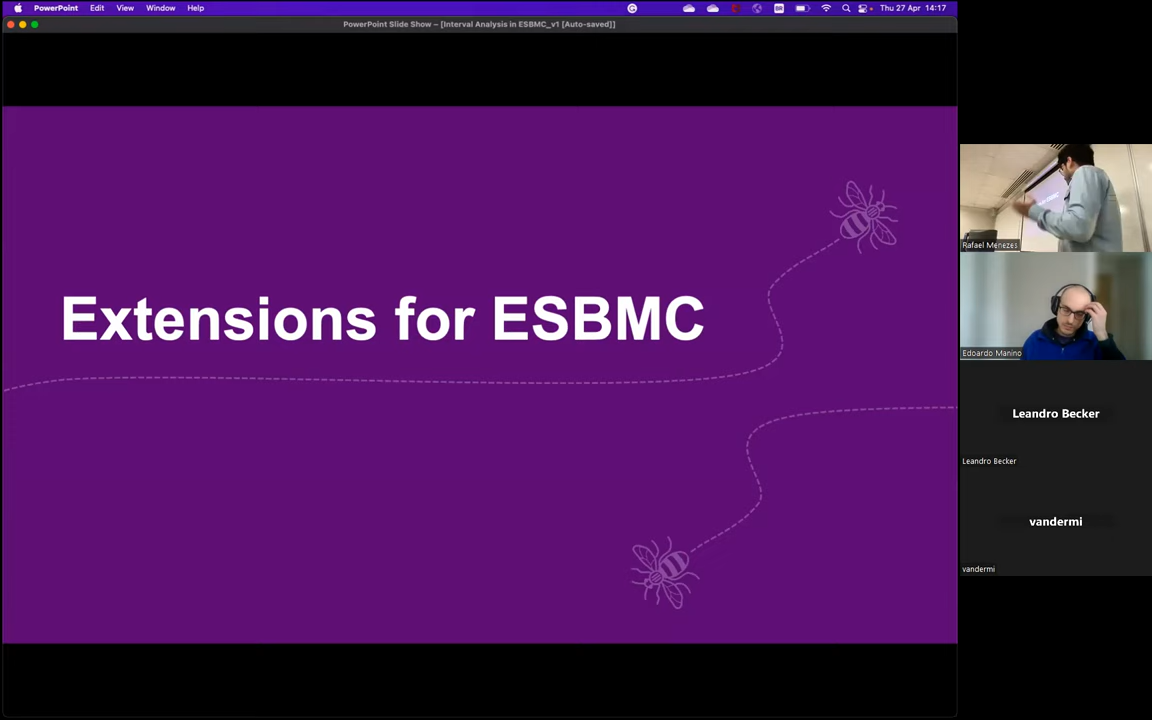 PowerPoint Edit View Window Help
BR
Thu 27 Apr 14:17
PowerPoint Slide Show – [Interval Analysis in ESBMC_v1 [Auto-saved]]
Extensions for ESBMC
Rafael Menezes
Edoardo Manino
Leandro Becker
Leandro Becker
vandermi
vandermi